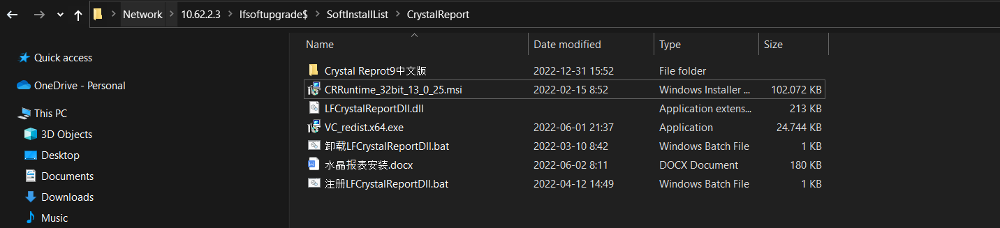 Network 10.62.2.3 lfsoftupgrade$ SoftInstallList CrystalReport
Name Date modified Type Size
Quick access
OneDrive - Personal
This PC
3D Objects
Desktop
Documents
Downloads
Music
Crystal Reprot9中文版 2022-12-31 15:52 File folder
CRRuntime_32bit_13_0_25.msi 2022-02-15 8:52 Windows Installer ... 102.072 KB
LFCrystalReportDll.dll Application extens... 213 KB
VC_redist.x64.exe 2022-06-01 21:37 Application 24.744 KB
卸载LFCrystalReportDll.bat 2022-03-10 8:42 Windows Batch File 1 KB
水晶报表安装.docx 2022-06-02 8:11 DOCX Document 180 KB
注册LFCrystalReportDll.bat 2022-04-12 14:49 Windows Batch File 1 KB